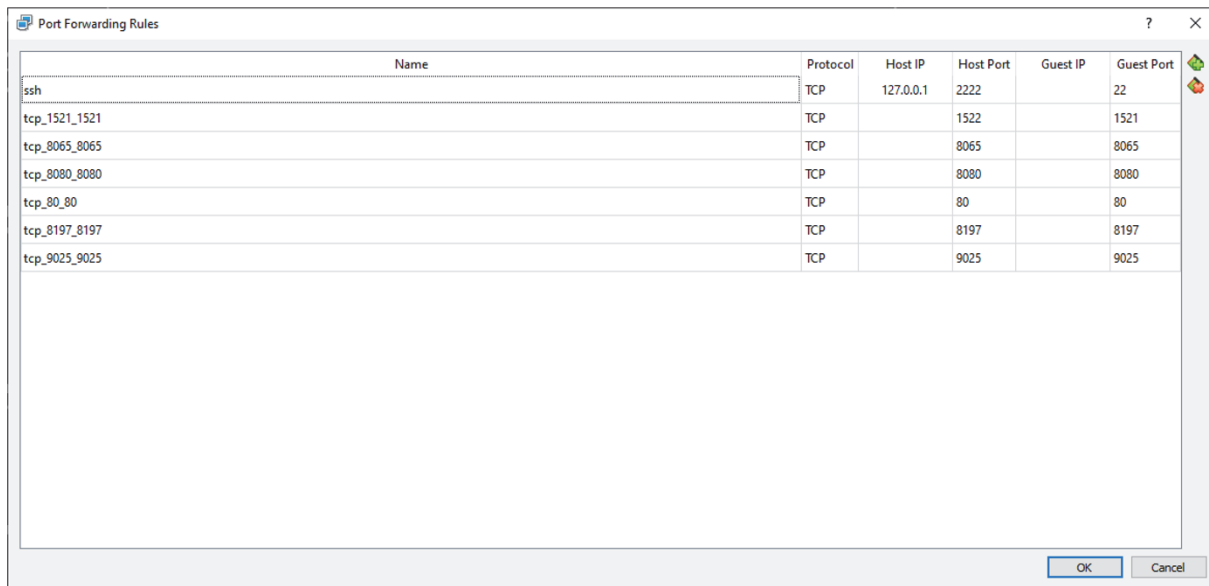 Port Forwarding Rules ? ×
Name Protocol Host IP Host Port Guest IP Guest Port
ssh TCP 127.0.0.1 2222 22
tcp_1521_1521 TCP 1522 1521
tcp_8065_8065 TCP 8065 8065
tcp_8080_8080 TCP 8080 8080
tcp_80_80 TCP 80 80
tcp_8197_8197 TCP 8197 8197
tcp_9025_9025 TCP 9025 9025
OK Cancel